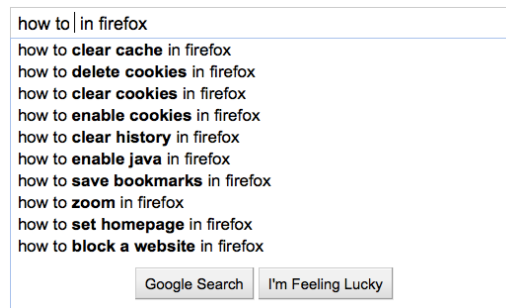 how to in firefox
how to clear cache in firefox
how to delete cookies in firefox
how to clear cookies in firefox
how to enable cookies in firefox
how to clear history in firefox
how to enable java in firefox
how to save bookmarks in firefox
how to zoom in firefox
how to set homepage in firefox
how to block a website in firefox
Google Search I'm Feeling Lucky